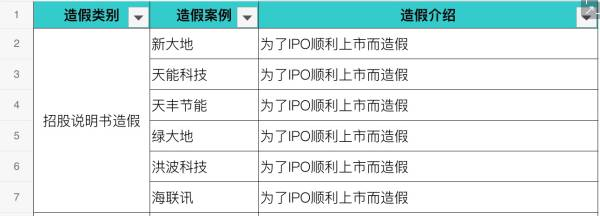 1 造假类别 造假案例 造假介绍
2 新大地 为了IPO顺利上市而造假
3 天能科技 为了IPO顺利上市而造假
4 天丰节能 为了IPO顺利上市而造假
招股说明书造假
5 绿大地 为了IPO顺利上市而造假
6 洪波科技 为了IPO顺利上市而造假
7 海联讯 为了IPO顺利上市而造假